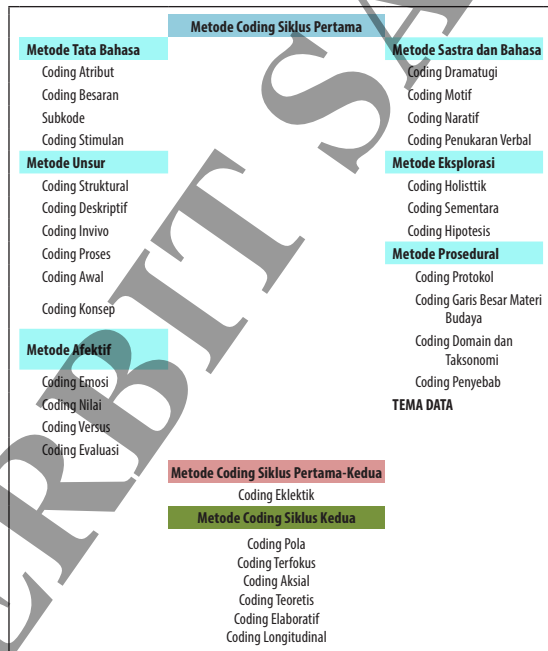 Metode Coding Siklus Pertama
Metode Tata Bahasa
Coding Atribut
Coding Besaran
Subkode
Coding Stimulan
Metode Unsur
Coding Struktural
Coding Deskriptif
Coding Invivo
Coding Proses
Coding Awal
Coding Konsep
Metode Afektif
Coding Emosi
Coding Nilai
Coding Versus
Coding Evaluasi
Metode Sastra dan Bahasa
Coding Dramatugi
Coding Motif
Coding Naratif
Coding Penukaran Verbal
Metode Eksplorasi
Coding Holisttik
Coding Sementara
Coding Hipotesis
Metode Prosedural
Coding Protokol
Coding Garis Besar Materi
Budaya
Coding Domain dan
Taksonomi
Coding Penyebab
TEMA DATA
Metode Coding Siklus Pertama-Kedua
Coding Eklektik
Metode Coding Siklus Kedua
Coding Pola
Coding Terfokus
Coding Aksial
Coding Teoretis
Coding Elaboratif
Coding Longitudinal
ERBIT SA